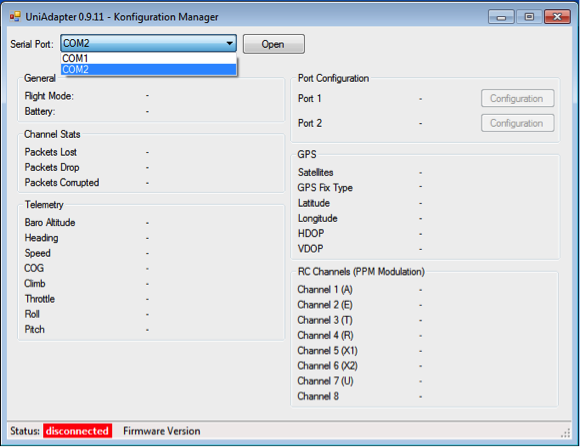 UniAdapter 0.9.11 - Konfiguration Manager
Serial Port: COM2 Open
COM1
COM2
General
Flight Mode: -
Battery: -
Channel Stats
Packets Lost -
Packets Drop -
Packets Corrupted -
Telemetry
Baro Altitude -
Heading -
Speed -
COG -
Climb -
Throttle -
Roll -
Pitch -
Port Configuration
Port 1 - Configuration
Port 2 - Configuration
GPS
Satellites -
GPS Fix Type -
Latitude -
Longitude -
HDOP -
VDOP -
RC Channels (PPM Modulation)
Channel 1 (A) -
Channel 2 (E) -
Channel 3 (T) -
Channel 4 (R) -
Channel 5 (X1) -
Channel 6 (X2) -
Channel 7 (U) -
Channel 8 -
Status: disconnected Firmware Version